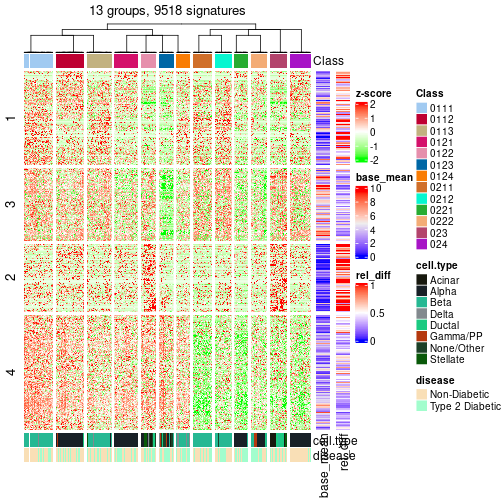 13 groups, 9518 signatures
Class
1
3
2
4
cell.type
disease
base_mean
rel_diff
z-score
2
1
0
-1
-2
base_mean
10
8
6
4
2
0
rel_diff
1
0.5
0
Class
0111
0112
0113
0121
0122
0123
0124
0211
0212
0221
0222
023
024
cell.type
Acinar
Alpha
Beta
Delta
Ductal
Gamma/PP
None/Other
Stellate
disease
Non-Diabetic
Type 2 Diabetic